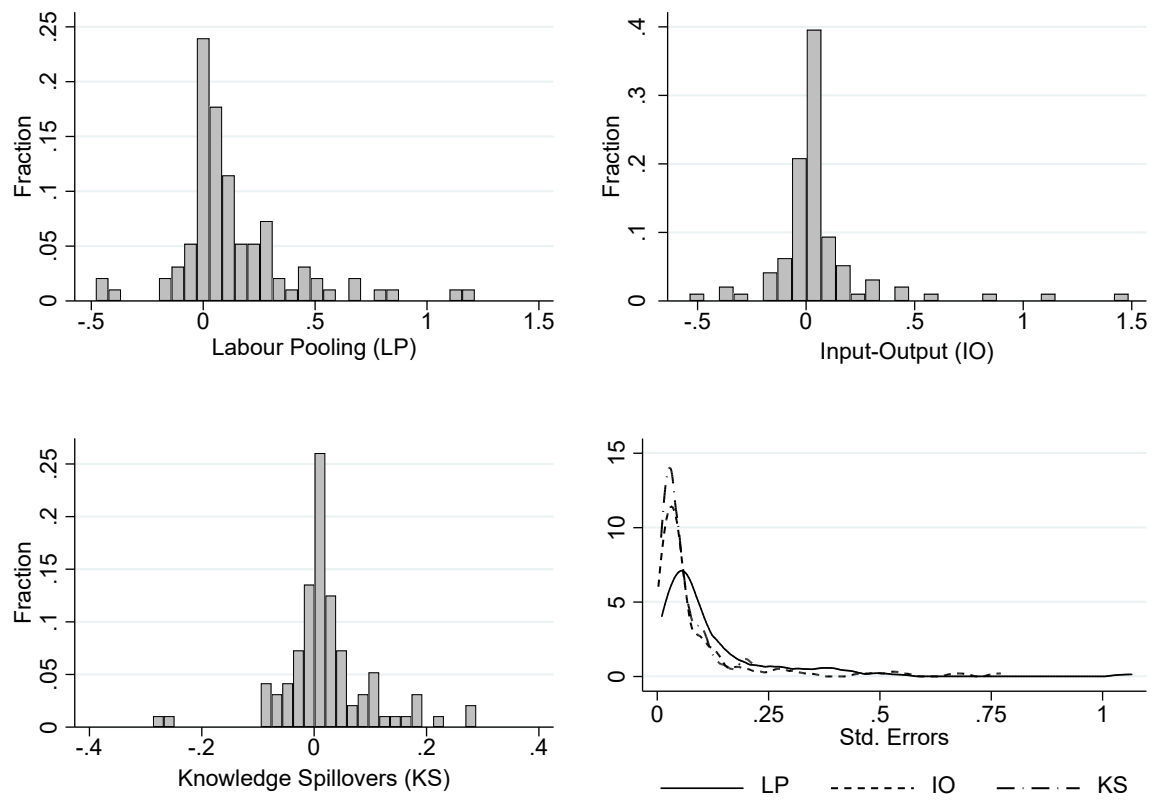 Fraction
.25
.2
.15
.1
.05
0
-.5 0 .5 1 1.5
Labour Pooling (LP)
Fraction
.4
.3
.2
.1
0
-.5 0 .5 1 1.5
Input-Output (IO)
Fraction
.25
.2
.15
.1
.05
0
-.4 -.2 0 .2 .4
Knowledge Spillovers (KS)
15
10
5
0
0 .25 .5 .75 1
Std. Errors
LP IO KS